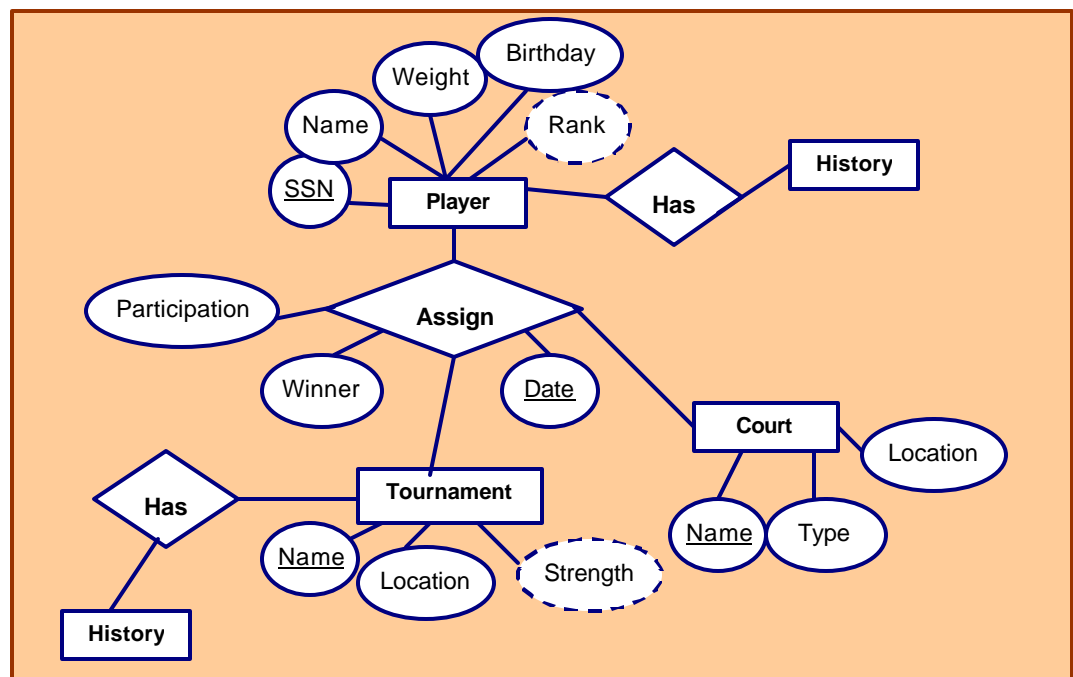 Birthday
Weight
Name
Rank
SSN
Player
Has
History
Participation
Assign
Winner
Date
Court
Location
Has
Tournament
Name
Type
Name
Location
Strength
History